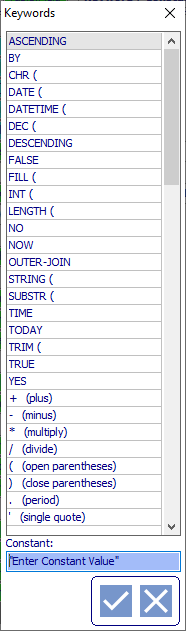 Keywords
ASCENDING
BY
CHR (
DATE (
DATETIME (
DEC (
DESCENDING
FALSE
FILL (
INT (
LENGTH (
NO
NOW
OUTER-JOIN
STRING (
SUBSTR (
TIME
TODAY
TRIM (
TRUE
YES
+ (plus)
- (minus)
* (multiply)
/ (divide)
( (open parentheses)
) (close parentheses)
. (period)
' (single quote)
Constant:
"Enter Constant Value"